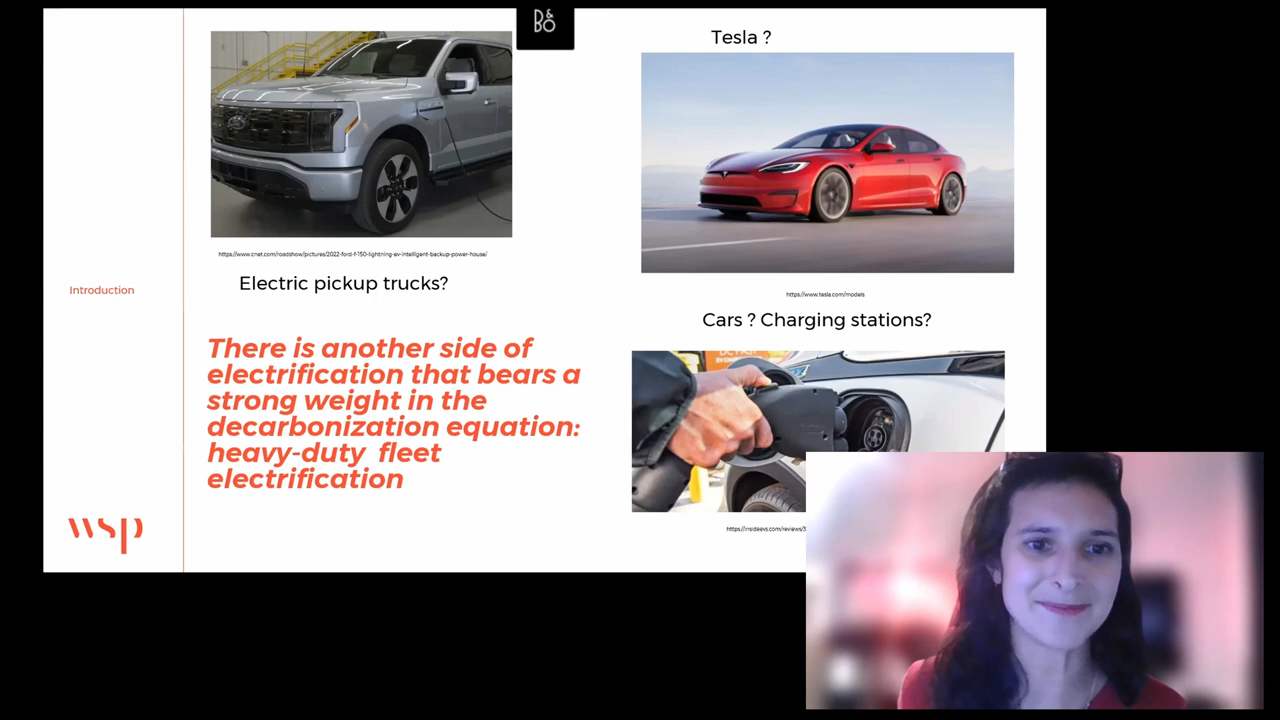 B&O
Tesla ?
https://www.cnet.com/roadshow/pictures/2022-ford-f-150-lightning-ev-intelligent-backup-power-house/
Electric pickup trucks?
Introduction
https://www.tesla.com/models
Cars ? Charging stations?
There is another side of
electrification that bears a
strong weight in the
decarbonization equation:
heavy-duty  fleet
electrification
wsp
https://insideevs.com/reviews/3